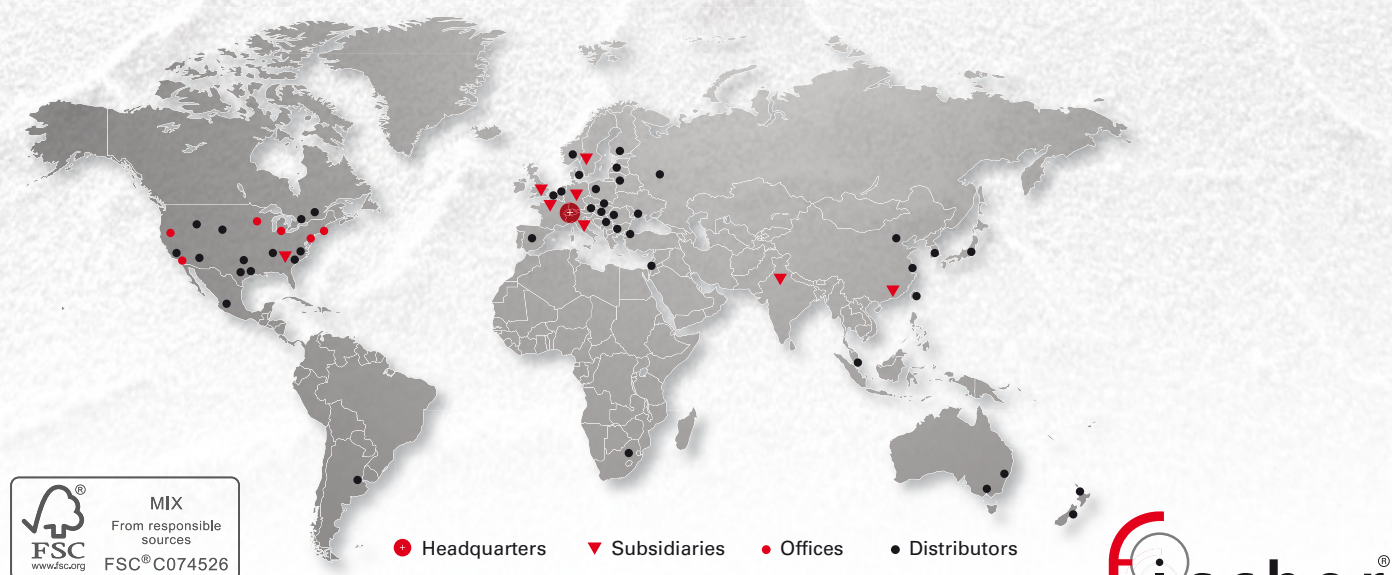 ®
MIX
From responsible
sources
FSC
www.fsc.org
FSC® C074526
Headquarters
Subsidiaries
Offices
Distributors
®